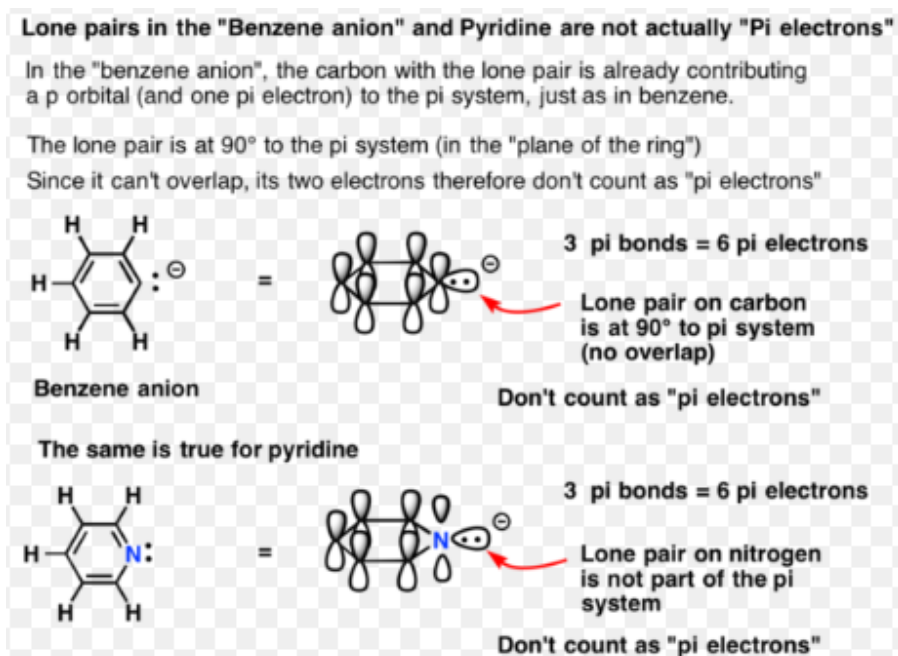 Lone pairs in the "Benzene anion" and Pyridine are not actually "Pi electrons"
In the "benzene anion", the carbon with the lone pair is already contributing
a p orbital (and one pi electron) to the pi system, just as in benzene.
The lone pair is at 90° to the pi system (in the "plane of the ring")
Since it can't overlap, its two electrons therefore don't count as "pi electrons"
H H
H : ⊖ = ⊖
H H
3 pi bonds = 6 pi electrons
Lone pair on carbon
is at 90° to pi system
(no overlap)
Benzene anion
Don't count as "pi electrons"
The same is true for pyridine
H H
H N: = N ⊖
H H
3 pi bonds = 6 pi electrons
Lone pair on nitrogen
is not part of the pi
system
Don't count as "pi electrons"